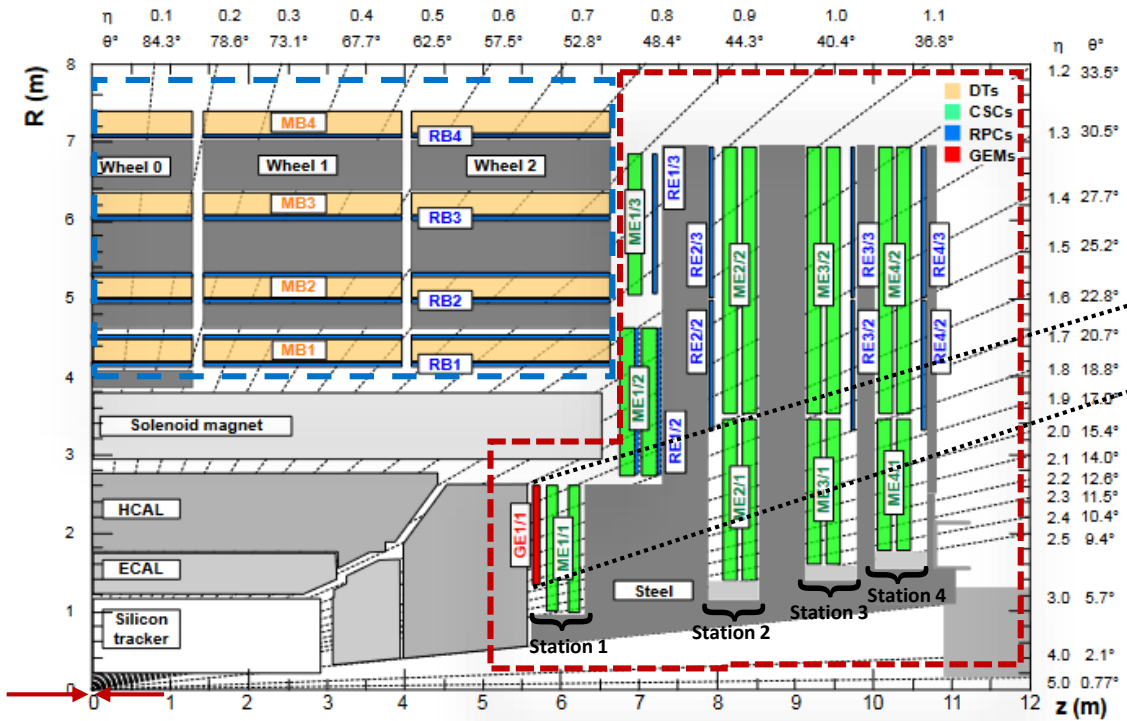 η 0.1 0.2 0.3 0.4 0.5 0.6 0.7 0.8 0.9 1.0 1.1
θ° 84.3° 78.6° 73.1° 67.7° 62.5° 57.5° 52.8° 48.4° 44.3° 40.4° 36.8° η θ°
R (m)
8
7
6
5
4
3
2
1
0
1.2 33.5°
1.3 30.5°
1.4 27.7°
1.5 25.2°
1.6 22.8°
1.7 20.7°
1.8 18.8°
1.9 17.0°
2.0 15.4°
2.1 14.0°
2.2 12.6°
2.3 11.5°
2.4 10.4°
2.5 9.4°
3.0 5.7°
4.0 2.1°
5.0 0.77°
DTs
CSCs
RPCs
GEMs
MB4
RB4
Wheel 0
Wheel 1
Wheel 2
MB3
RB3
MB2
RB2
MB1
RB1
Solenoid magnet
HCAL
ECAL
Silicon
tracker
Steel
ME1/3
RE1/3
ME1/2
RE1/2
GE1/1
ME1/1
RE2/3
RE2/2
ME2/2
ME2/1
ME3/2
ME3/1
RE3/3
RE3/2
ME4/2
ME4/1
RE4/3
RE4/2
Station 1
Station 2
Station 3
Station 4
0 1 2 3 4 5 6 7 8 9 10 11 12
z (m)